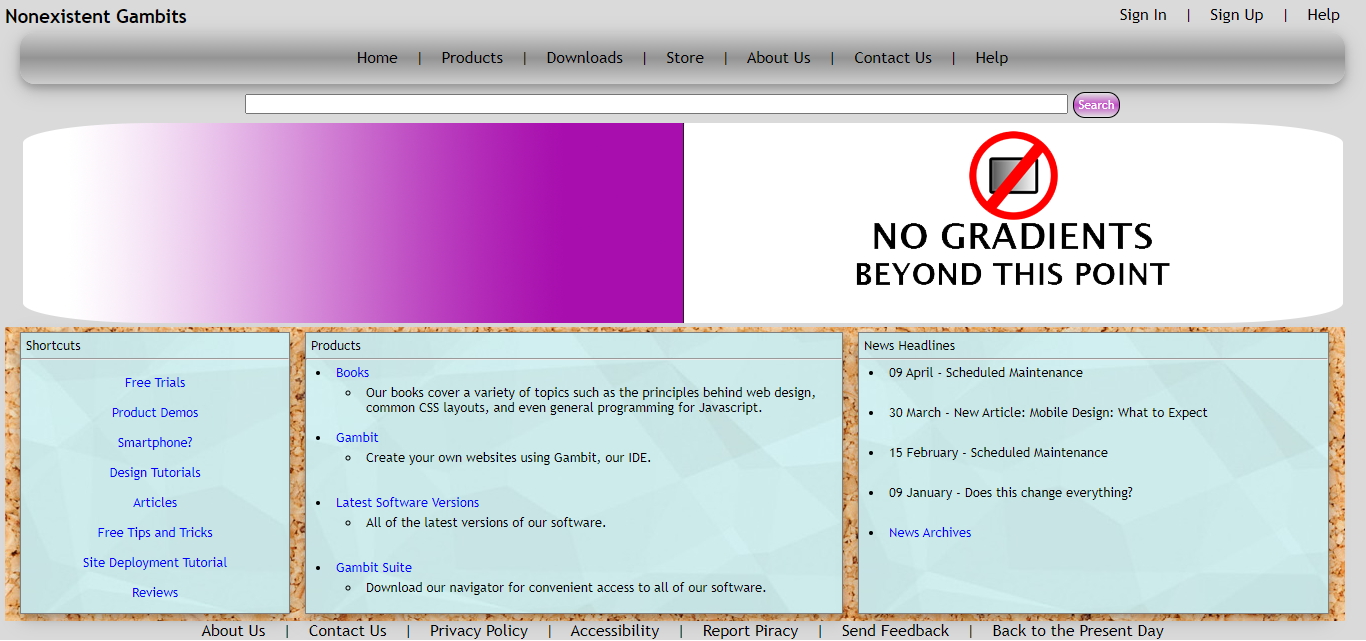 Nonexistent Gambits
Sign In | Sign Up | Help
Home | Products | Downloads | Store | About Us | Contact Us | Help
Search
NO GRADIENTS
BEYOND THIS POINT
Shortcuts
Free Trials
Product Demos
Smartphone?
Design Tutorials
Articles
Free Tips and Tricks
Site Deployment Tutorial
Reviews
Products
Books
Our books cover a variety of topics such as the principles behind web design,
common CSS layouts, and even general programming for Javascript.
Gambit
Create your own websites using Gambit, our IDE.
Latest Software Versions
All of the latest versions of our software.
Gambit Suite
Download our navigator for convenient access to all of our software.
News Headlines
09 April - Scheduled Maintenance
30 March - New Article: Mobile Design: What to Expect
15 February - Scheduled Maintenance
09 January - Does this change everything?
News Archives
About Us | Contact Us | Privacy Policy | Accessibility | Report Piracy | Send Feedback | Back to the Present Day